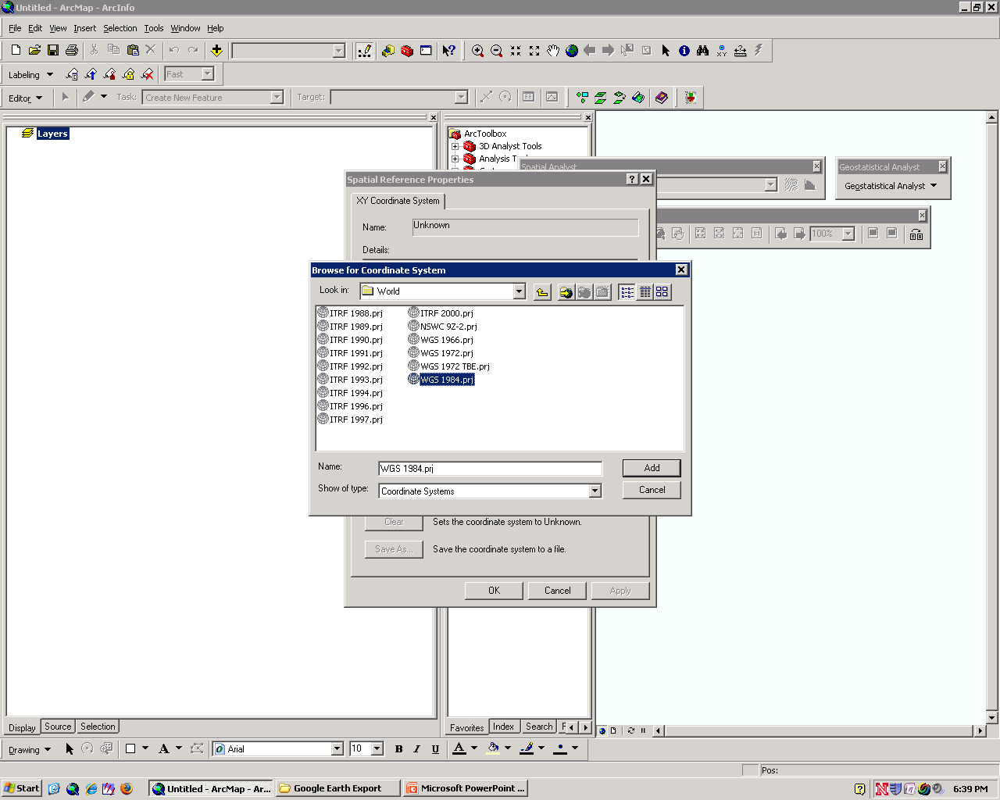 Untitled - ArcMap - ArcInfo
File Edit View Insert Selection Tools Window Help
Labeling Fast
Editor Task: Create New Feature Target:
Layers
ArcToolbox
3D Analyst Tools
Analysis
Spatial Analyst
Geostatistical Analyst
Geostatistical Analyst
100%
Spatial Reference Properties
XY Coordinate System
Name: Unknown
Details:
Browse for Coordinate System
Look in: World
ITRF 1988.prj
ITRF 1989.prj
ITRF 1990.prj
ITRF 1991.prj
ITRF 1992.prj
ITRF 1993.prj
ITRF 1994.prj
ITRF 1996.prj
ITRF 1997.prj
ITRF 2000.prj
NSWC 9Z-2.prj
WGS 1966.prj
WGS 1972.prj
WGS 1972 TBE.prj
WGS 1984.prj
Name: WGS 1984.prj Add
Show of type: Coordinate Systems Cancel
Clear Sets the coordinate system to Unknown.
Save As... Save the coordinate system to a file.
OK Cancel Apply
Display Source Selection
Favorites Index Search
Drawing A Arial 10 B I U A
Pos:
Start Untitled - ArcMap - Ar... Google Earth Export Microsoft PowerPoint ... 6:39 PM